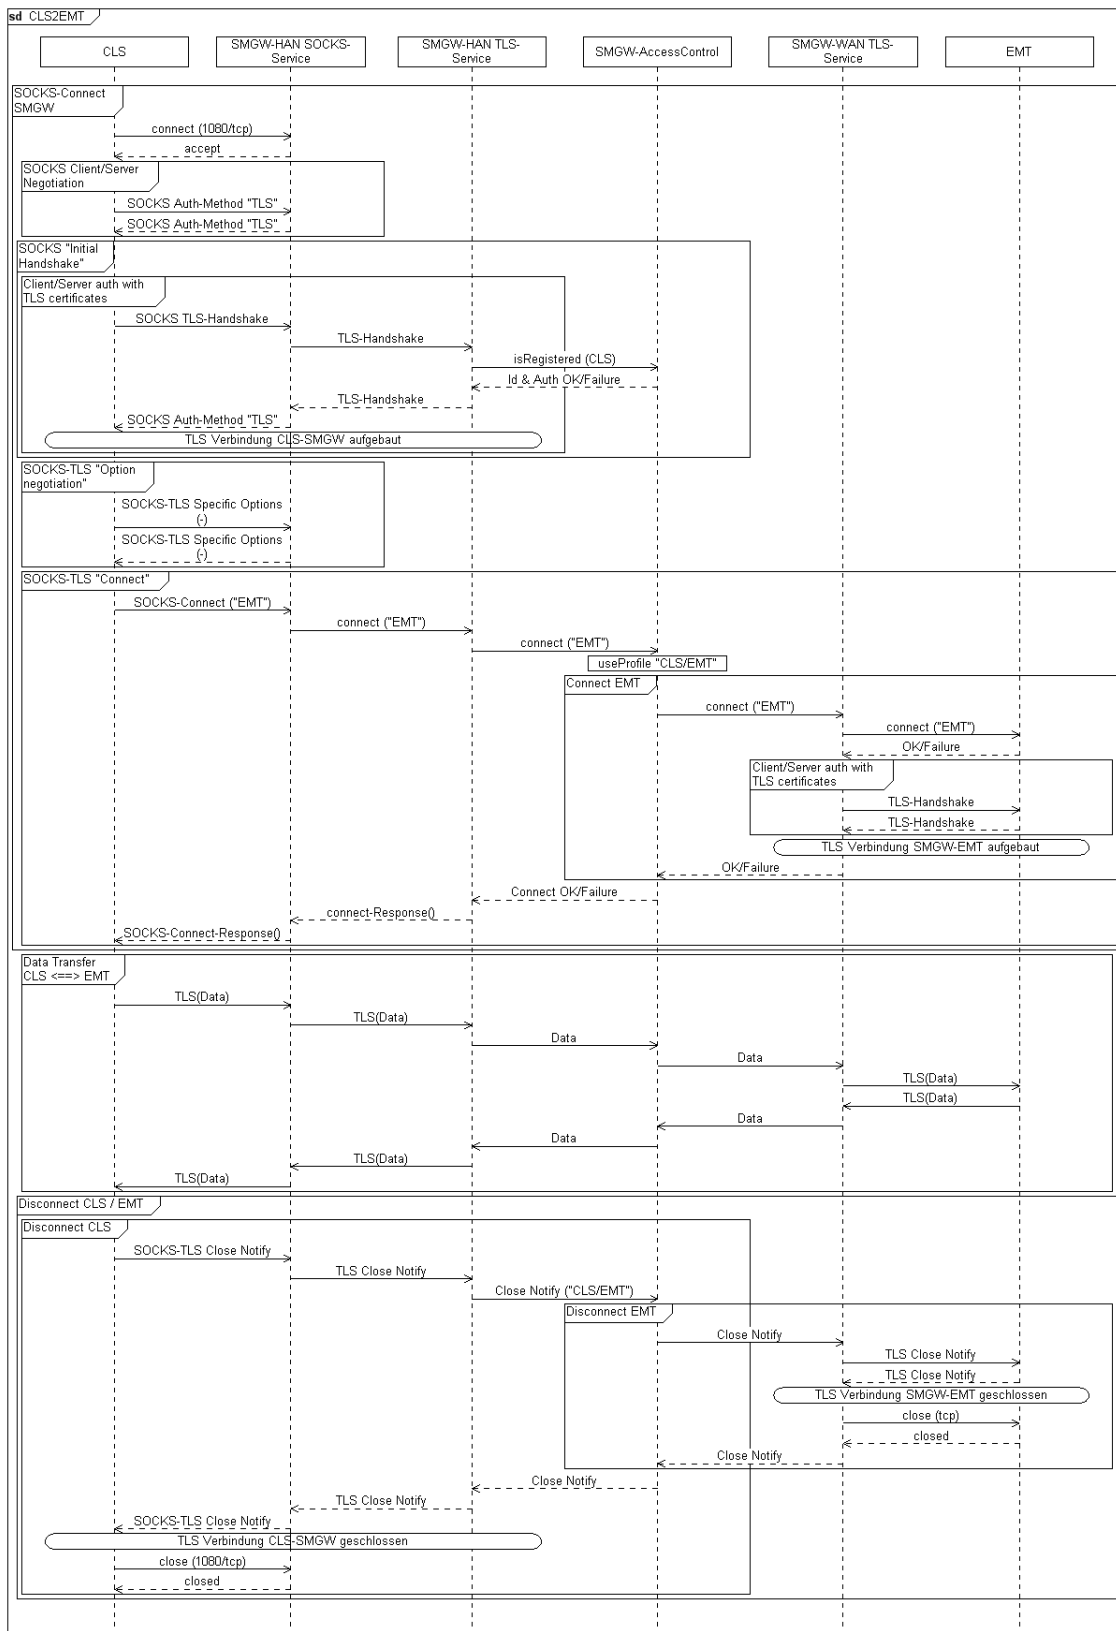 sd CLS2EMT
CLS
SMGW-HAN SOCKS-
Service
SMGW-HAN TLS-
Service
SMGW-AccessControl
SMGW-WAN TLS-
Service
EMT
SOCKS-Connect
SMGW
connect (1080/tcp)
accept
SOCKS Client/Server
Negotiation
SOCKS Auth-Method "TLS"
SOCKS Auth-Method "TLS"
SOCKS "Initial
Handshake"
Client/Server auth with
TLS certificates
SOCKS TLS-Handshake
TLS-Handshake
isRegistered (CLS)
Id & Auth OK/Failure
TLS-Handshake
SOCKS Auth-Method "TLS"
TLS Verbindung CLS-SMGW aufgebaut
SOCKS-TLS "Option
negotiation"
SOCKS-TLS Specific Options
(-)
SOCKS-TLS Specific Options
(-)
SOCKS-TLS "Connect"
SOCKS-Connect ("EMT")
connect ("EMT")
connect ("EMT")
useProfile "CLS/EMT"
Connect EMT
connect ("EMT")
connect ("EMT")
OK/Failure
Client/Server auth with
TLS certificates
TLS-Handshake
TLS-Handshake
TLS Verbindung SMGW-EMT aufgebaut
OK/Failure
Connect OK/Failure
connect-Response()
SOCKS-Connect-Response()
Data Transfer
CLS <==> EMT
TLS(Data)
TLS(Data)
Data
Data
TLS(Data)
TLS(Data)
Data
Data
TLS(Data)
TLS(Data)
Disconnect CLS / EMT
Disconnect CLS
SOCKS-TLS Close Notify
TLS Close Notify
Close Notify ("CLS/EMT")
Disconnect EMT
Close Notify
TLS Close Notify
TLS Close Notify
TLS Verbindung SMGW-EMT geschlossen
close (tcp)
closed
Close Notify
Close Notify
TLS Close Notify
SOCKS-TLS Close Notify
TLS Verbindung CLS-SMGW geschlossen
close (1080/tcp)
closed